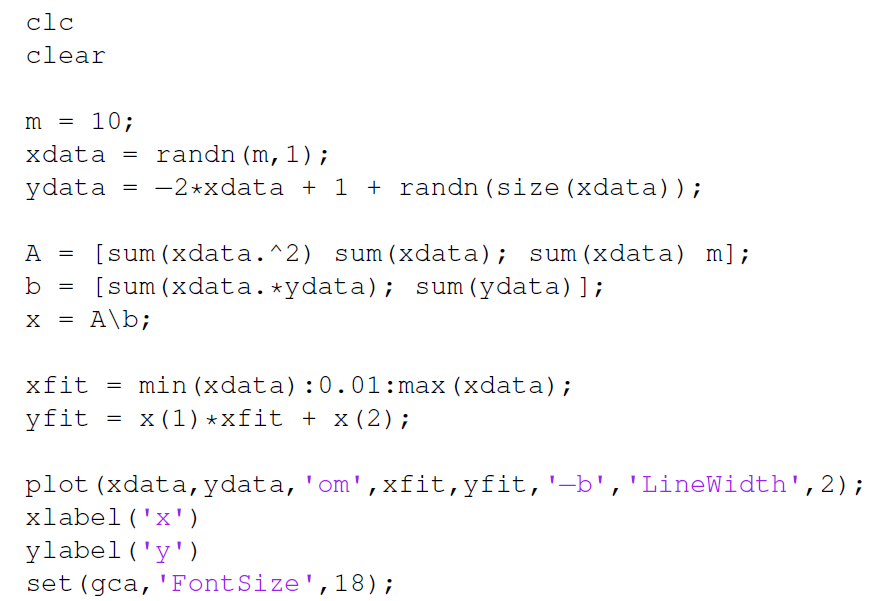 clc
clear
m = 10;
xdata = randn(m,1);
ydata = −2*xdata + 1 + randn(size(xdata));
A = [sum(xdata.^2) sum(xdata); sum(xdata) m];
b = [sum(xdata.*ydata); sum(ydata)];
x = A\b;
xfit = min(xdata):0.01:max(xdata);
yfit = x(1)*xfit + x(2);
plot(xdata,ydata,'om',xfit,yfit,'−b','LineWidth',2);
xlabel('x')
ylabel('y')
set(gca,'FontSize',18);